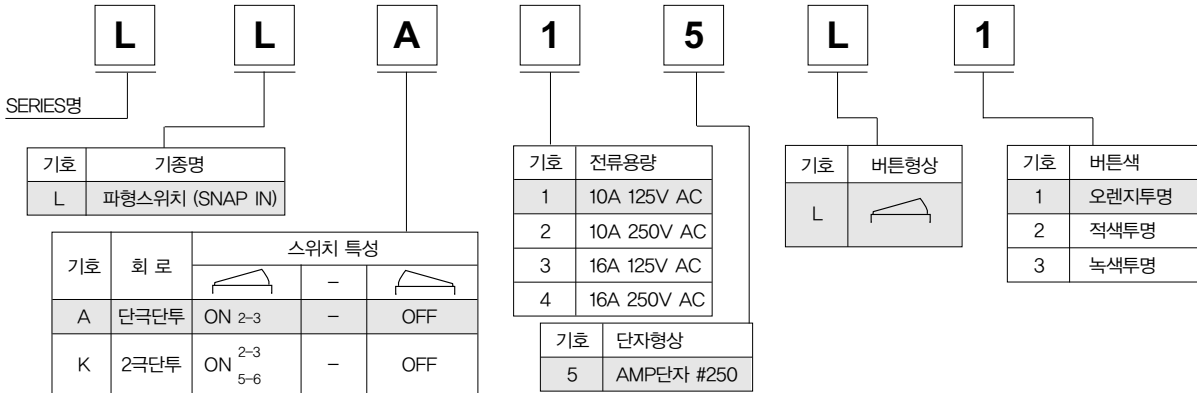 L L A 1 5 L 1
SERIES명
기호 기종명
L 파형스위치 (SNAP IN)
기호 회 로 스위치 특성
–
A 단극단투 ON 2–3 – OFF
K 2극단투 ON 2–3 5–6 – OFF
기호 전류용량
1 10A 125V AC
2 10A 250V AC
3 16A 125V AC
4 16A 250V AC
기호 단자형상
5 AMP단자 #250
기호 버튼형상
L
기호 버튼색
1 오렌지투명
2 적색투명
3 녹색투명